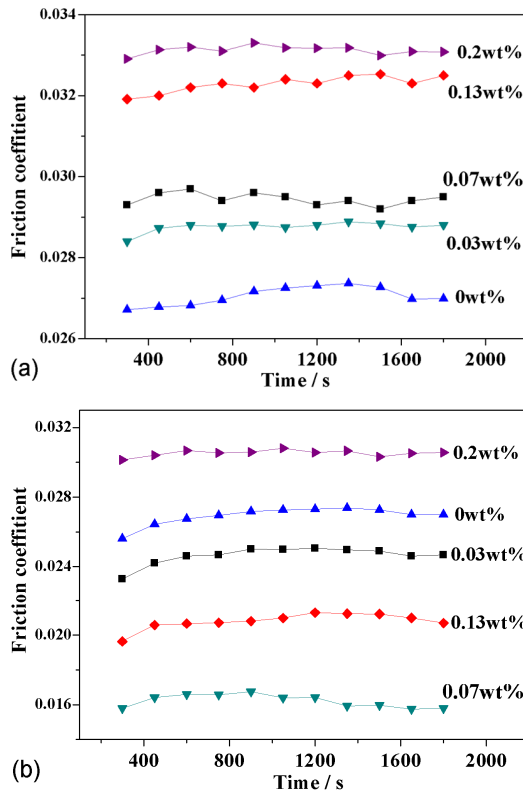 0.034
0.2wt%
0.13wt%
0.032
0.030
0.07wt%
0.03wt%
0.028
0wt%
0.026
Friction coeffitient
400 800 1200 1600 2000
Time / s
(a)
0.032
0.2wt%
0.028
0wt%
0.03wt%
0.024
0.13wt%
0.020
0.07wt%
0.016
Friction coeffitient
400 800 1200 1600 2000
Time / s
(b)